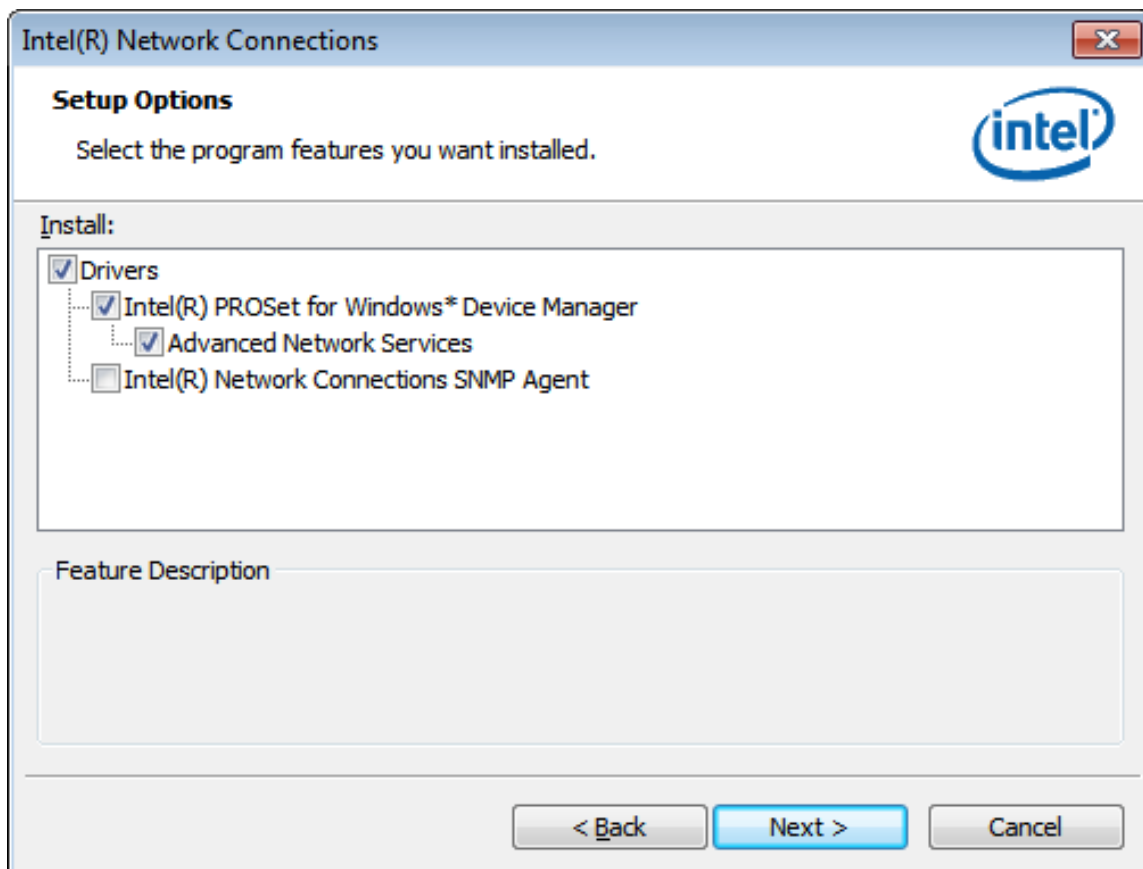 Intel(R) Network Connections
Setup Options
Select the program features you want installed.
intel
Install:
Drivers
Intel(R) PROSet for Windows* Device Manager
Advanced Network Services
Intel(R) Network Connections SNMP Agent
Feature Description
< Back
Next >
Cancel